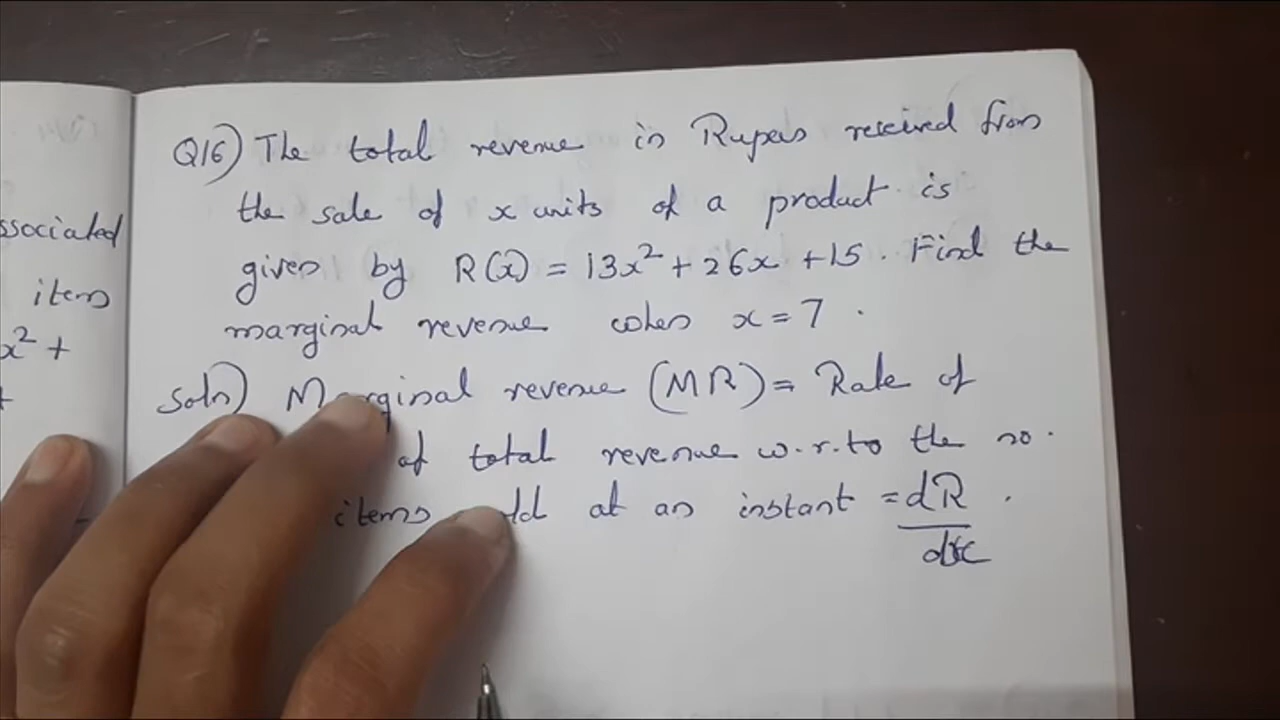 ssociated
item
x² +
Q16) The total revenue in Rupees received from
the sale of x units of a product is
given by R(x) = 13x² + 26x + 15. Find the
marginal revenue when x = 7.
Soln) Marginal revenue (MR) = Rate of
of total revenue w.r.to the no.
items at an instant = dR/dx.